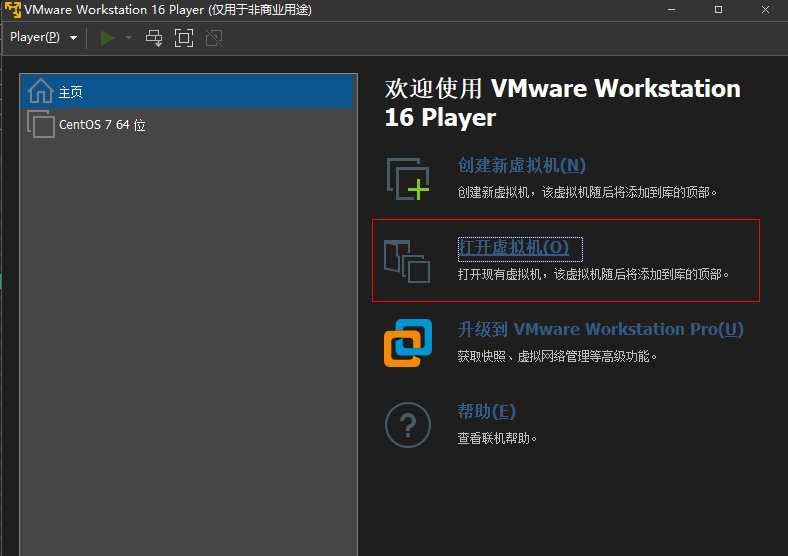 VMware Workstation 16 Player (仅用于非商业用途)
Player(P)
主页
CentOS 7 64 位
欢迎使用 VMware Workstation
16 Player
创建新虚拟机(N)
创建新虚拟机，该虚拟机随后将添加到库的顶部。
打开虚拟机(O)
打开现有虚拟机，该虚拟机随后将添加到库的顶部。
升级到 VMware Workstation Pro(U)
获取快照、虚拟网络管理等高级功能。
帮助(E)
查看联机帮助。